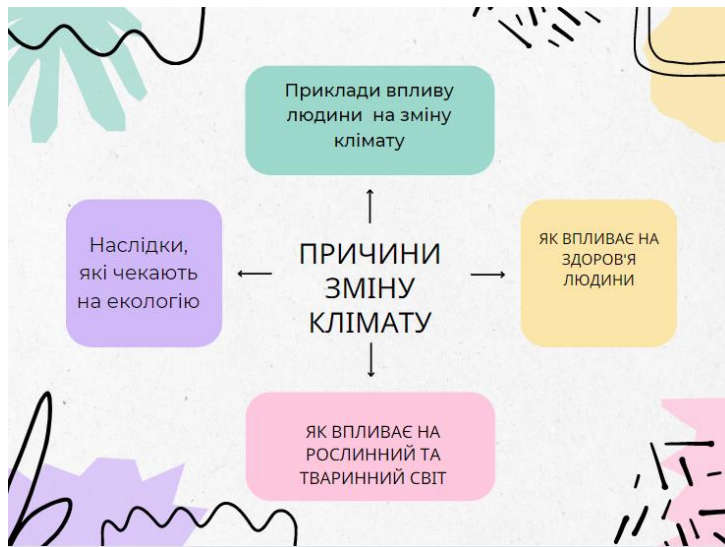 Приклади впливу
людини на зміну
клімату
Наслідки,
які чекають
на екологію
ПРИЧИНИ
ЗМІНУ
КЛІМАТУ
ЯК ВПЛИВАЄ НА
ЗДОРОВ'Я
ЛЮДИНИ
ЯК ВПЛИВАЄ НА
РОСЛИННИЙ ТА
ТВАРИННИЙ СВІТ